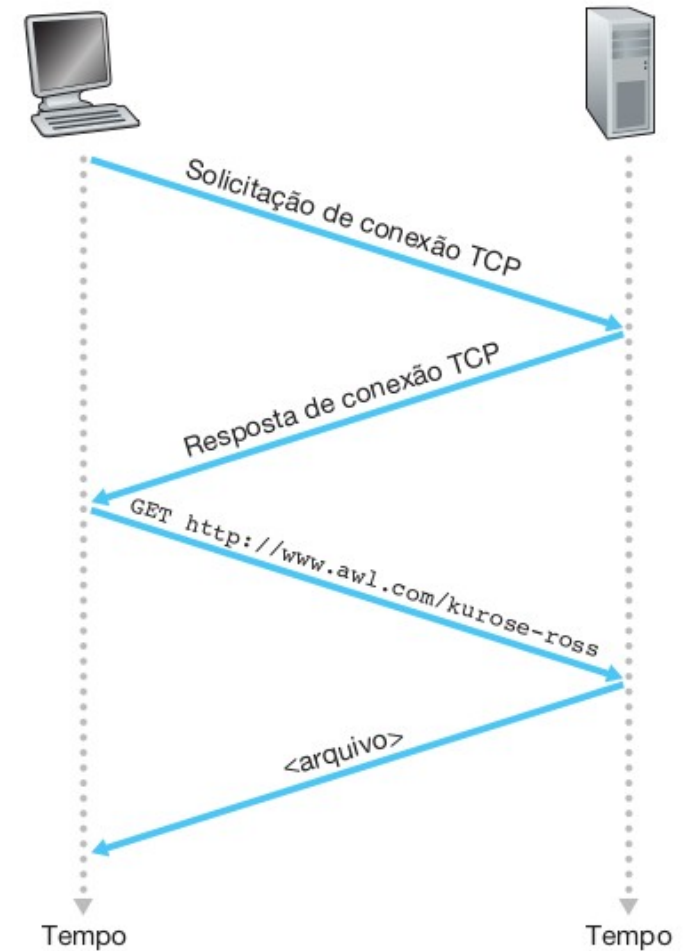 Solicitação de conexão TCP
Resposta de conexão TCP
GET http://www.awl.com/kurose-ross
<arquivo>
Tempo
Tempo